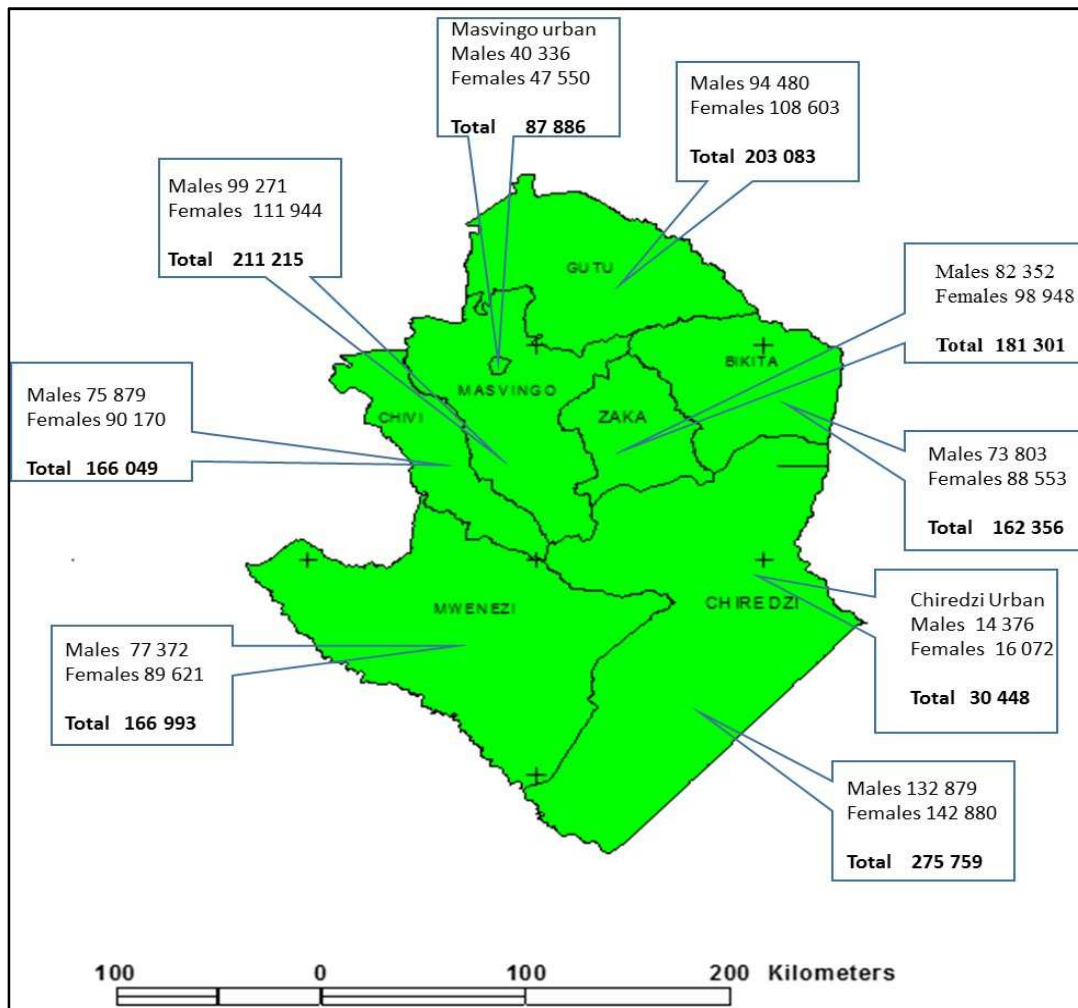 Masvingo urban
Males 40 336
Females 47 550
Total 87 886
Males 94 480
Females 108 603
Total 203 083
Males 99 271
Females 111 944
Total 211 215
Males 82 352
Females 98 948
Total 181 301
Males 75 879
Females 90 170
Total 166 049
Males 73 803
Females 88 553
Total 162 356
Chiredzi Urban
Males 14 376
Females 16 072
Total 30 448
Males 77 372
Females 89 621
Total 166 993
Males 132 879
Females 142 880
Total 275 759
GUTU
BIKITA
MASVINGO
ZAKA
CHIVI
MWENEZI
CHIREDZI
100 0 100 200 Kilometers